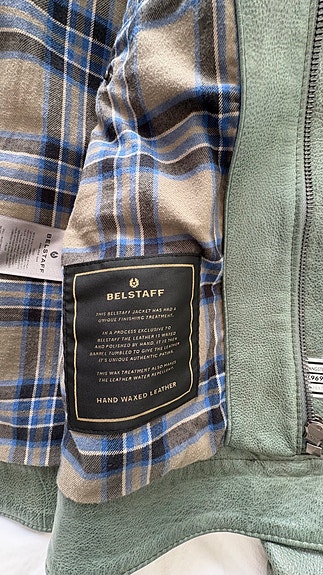 BELSTAFF
THIS BELSTAFF JACKET HAS HAD A
UNIQUE FINISHING TREATMENT.
IN A PROCESS EXCLUSIVE TO
BELSTAFF THE LEATHER IS WAXED
AND POLISHED BY HAND. IT IS THEN
BARREL TUMBLED TO GIVE THE LEATHER
IT'S UNIQUE AUTHENTIC PATINA.
THIS WAX TREATMENT ALSO MAKES
THE LEATHER WATER REPELLENT.
HAND WAXED LEATHER
BELSTAFF